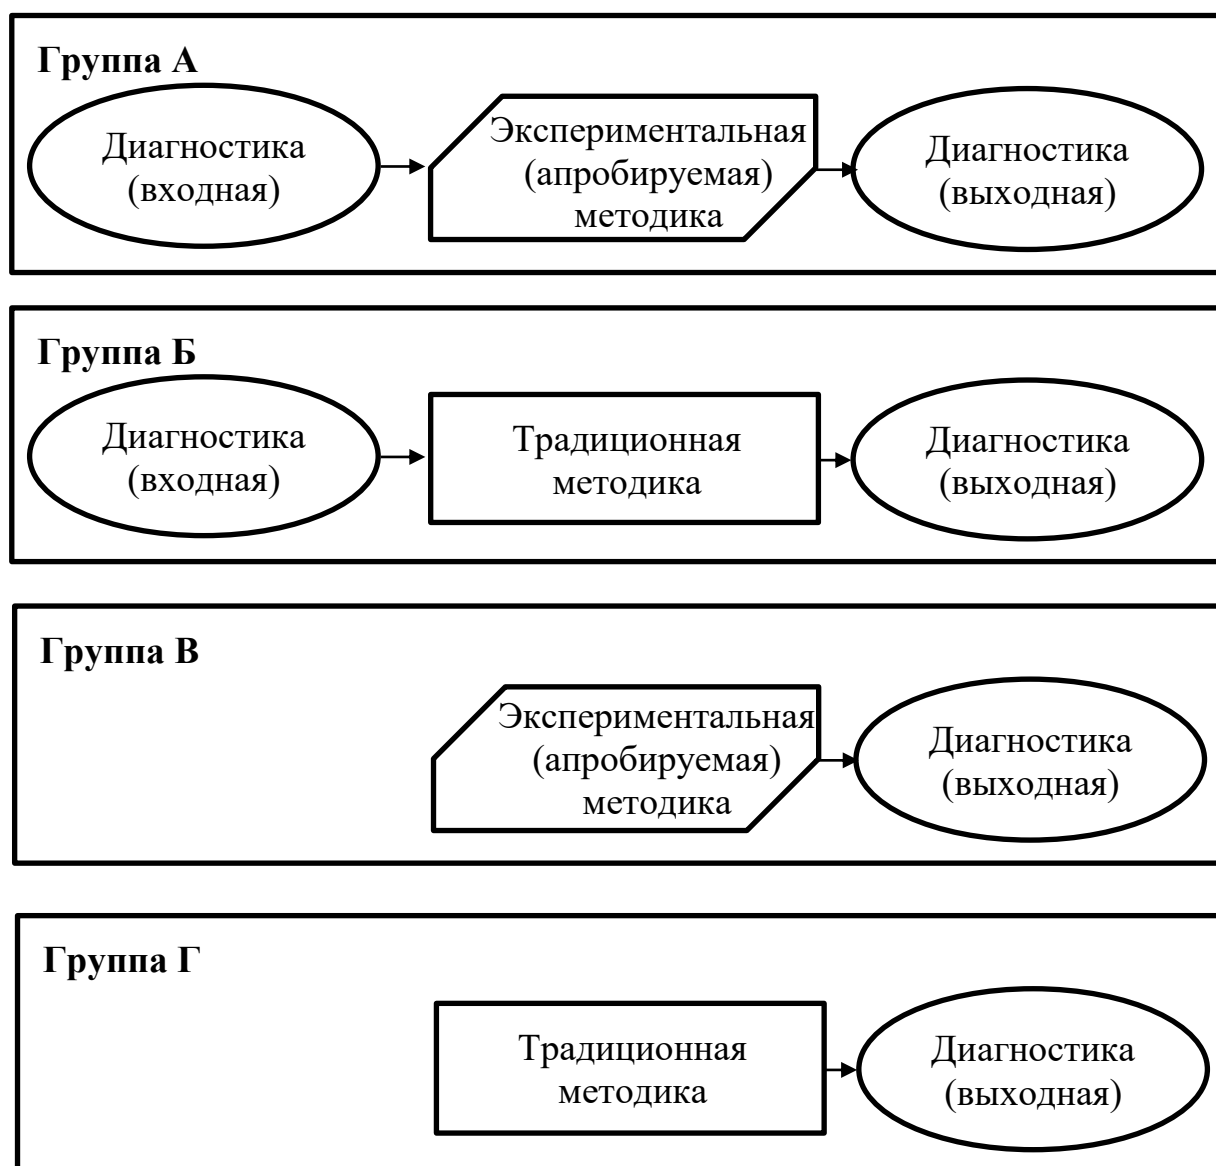 Группа А
Диагностика
(входная)
Экспериментальная
(апробируемая)
методика
Диагностика
(выходная)
Группа Б
Диагностика
(входная)
Традиционная
методика
Диагностика
(выходная)
Группа В
Экспериментальная
(апробируемая)
методика
Диагностика
(выходная)
Группа Г
Традиционная
методика
Диагностика
(выходная)